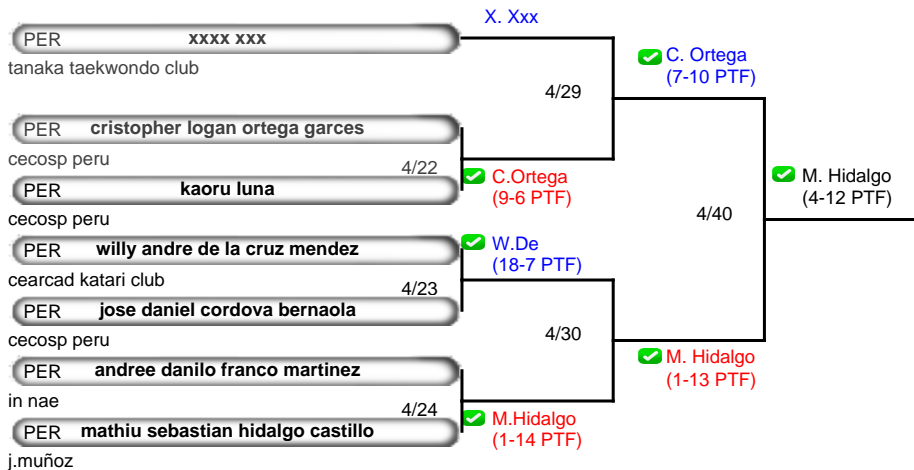 X. Xxx
PER xxxx xxx
tanaka taekwondo club
C. Ortega
(7-10 PTF)
4/29
PER cristopher logan ortega garces
cecosp peru
4/22
C.Ortega
(9-6 PTF)
PER kaoru luna
cecosp peru
M. Hidalgo
(4-12 PTF)
4/40
PER willy andre de la cruz mendez
W.De
(18-7 PTF)
cearcad katari club
4/23
PER jose daniel cordova bernaola
cecosp peru
4/30
PER andree danilo franco martinez
M. Hidalgo
(1-13 PTF)
in nae
4/24
PER mathiu sebastian hidalgo castillo
M.Hidalgo
(1-14 PTF)
j.muñoz